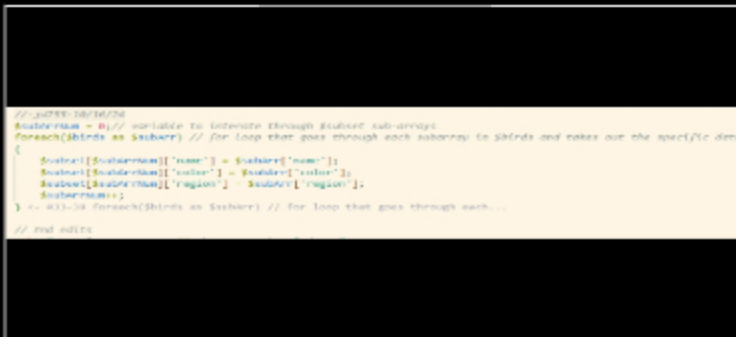 $subArrNum = 0;// variable to interate through $subset sub-arrays
foreach($birds as $subArr) // for loop that goes through each subarray in $birds and takes out the specific
{
$subset[$subArrNum]['name'] = $subArr['name'];
$subset[$subArrNum]['color'] = $subArr['color'];
$subset[$subArrNum]['region'] = $subArr['region'];
$subArrNum++;
} foreach($birds as $subArr) // for loop that goes through each...
// End edits